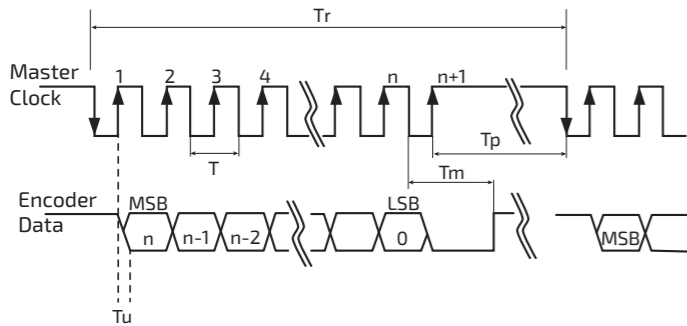 Tr
1 2 3 4 n n+1
Master
Clock
T
Tp
Tm
Encoder
Data
MSB LSB
n n-1 n-2 0 MSB
Tu